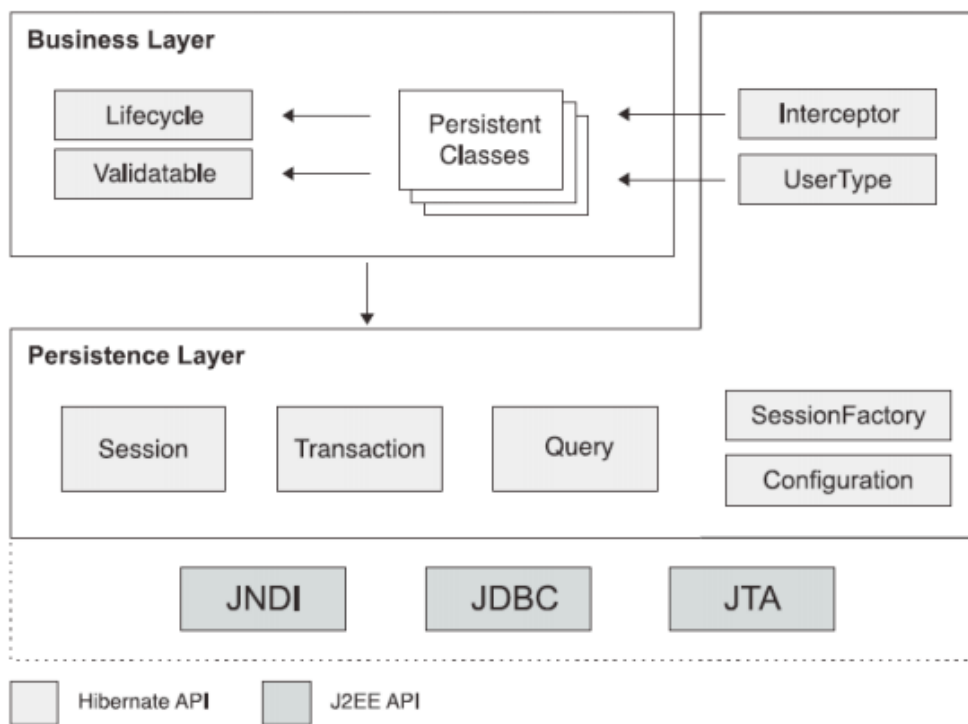 Business Layer
Lifecycle
Validatable
Persistent
Classes
Interceptor
UserType
Persistence Layer
Session
Transaction
Query
SessionFactory
Configuration
JNDI
JDBC
JTA
Hibernate API
J2EE API